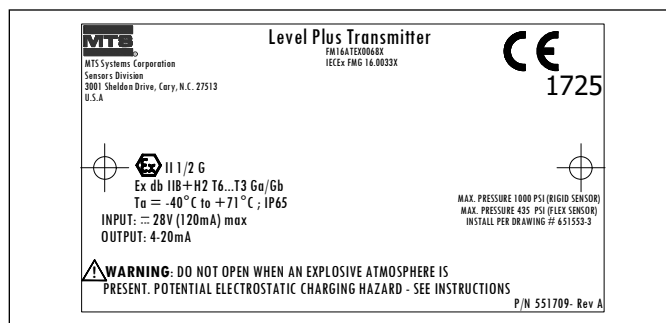 MTS
MTS Systems Corporation
Sensors Division
3001 Sheldon Drive, Cary, N.C. 27513
U.S.A
Level Plus Transmitter
FM16ATEX0068X
IECEx FMG 16.0033X
CE
1725
Ex II 1/2 G
Ex db IIB+H2 T6...T3 Ga/Gb
Ta = -40°C to +71°C ; IP65
INPUT: ⎓ 28V (120mA) max
OUTPUT: 4-20mA
MAX. PRESSURE 1000 PSI (RIGID SENSOR)
MAX. PRESSURE 435 PSI (FLEX SENSOR)
INSTALL PER DRAWING # 651553-3
WARNING: DO NOT OPEN WHEN AN EXPLOSIVE ATMOSPHERE IS
PRESENT. POTENTIAL ELECTROSTATIC CHARGING HAZARD - SEE INSTRUCTIONS
P/N 551709- Rev A